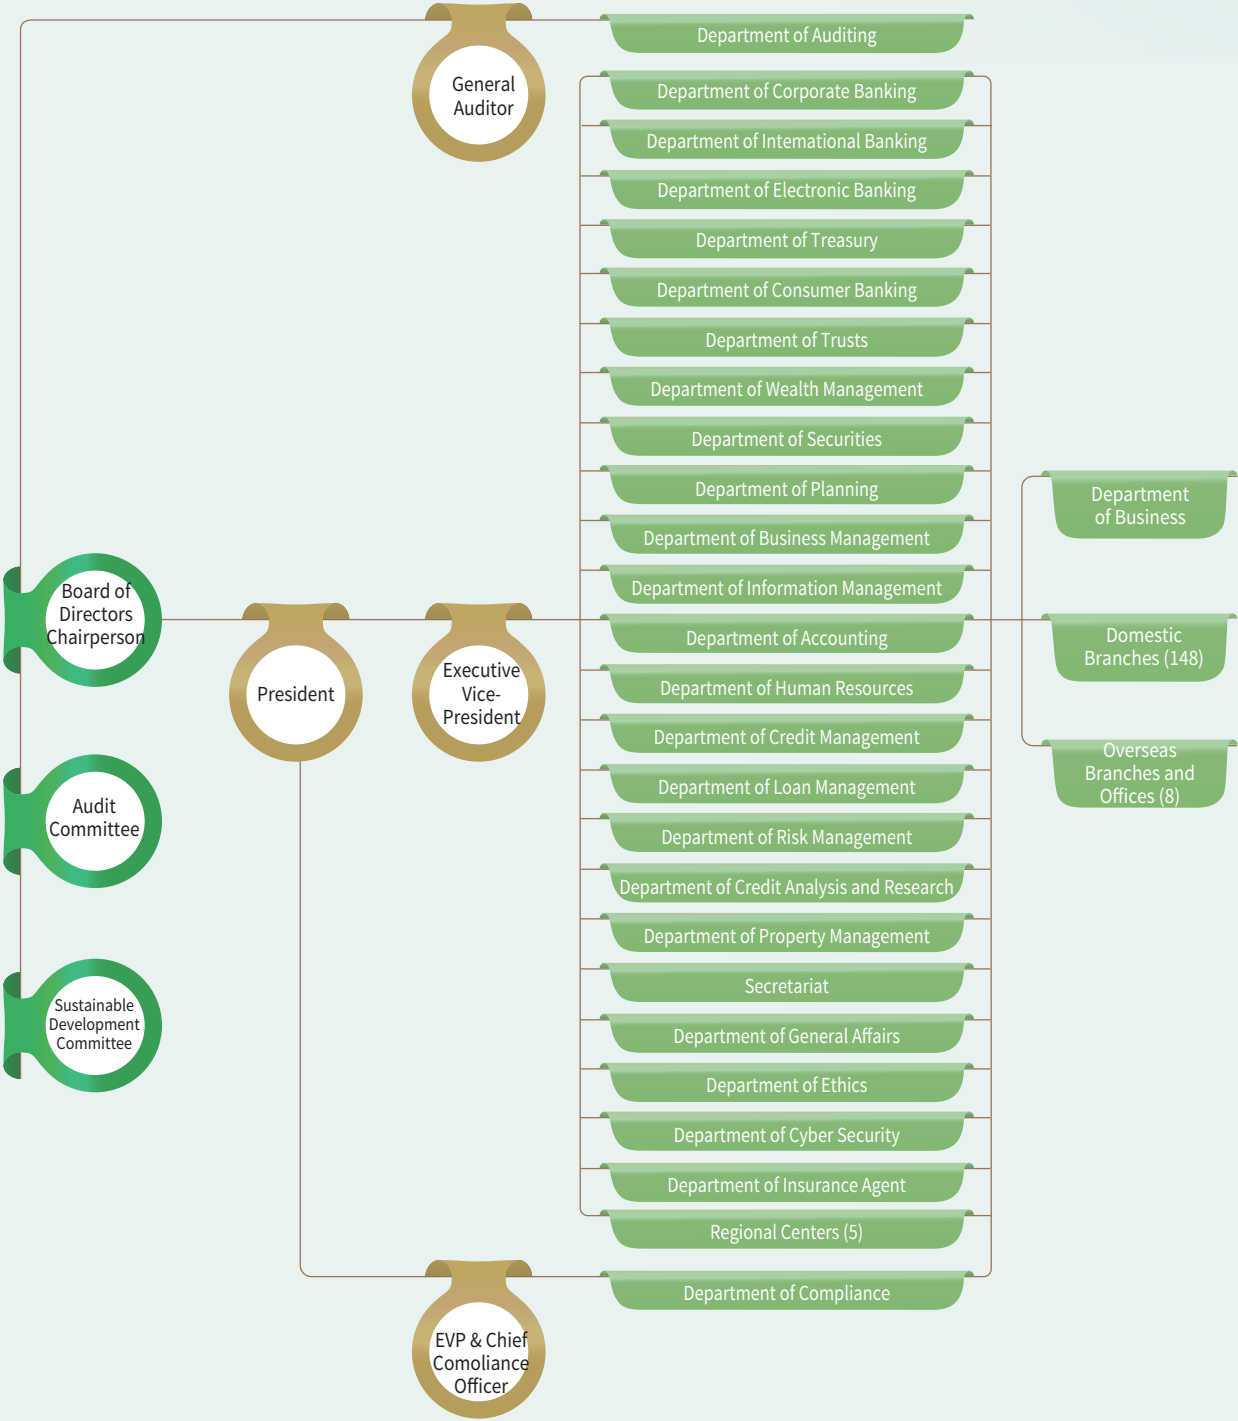 General
Auditor
Department of Auditing
Department of Corporate Banking
Department of Intemational Banking
Department of Electronic Banking
Department of Treasury
Department of Consumer Banking
Department of Trusts
Department of Wealth Management
Department of Securities
Department of Planning
Department of Business Management
Department of Information Management
Department of Accounting
Department of Human Resources
Department of Credit Management
Department of Loan Management
Department of Risk Management
Department of Credit Analysis and Research
Department of Property Management
Secretariat
Department of General Affairs
Department of Ethics
Department of Cyber Security
Department of Insurance Agent
Regional Centers (5)
Department of Compliance
Board of
Directors
Chairperson
President
Executive
Vice-
President
Audit
Committee
Sustainable
Development
Committee
EVP & Chief
Comoliance
Officer
Department
of Business
Domestic
Branches (148)
Overseas
Branches and
Offices (8)